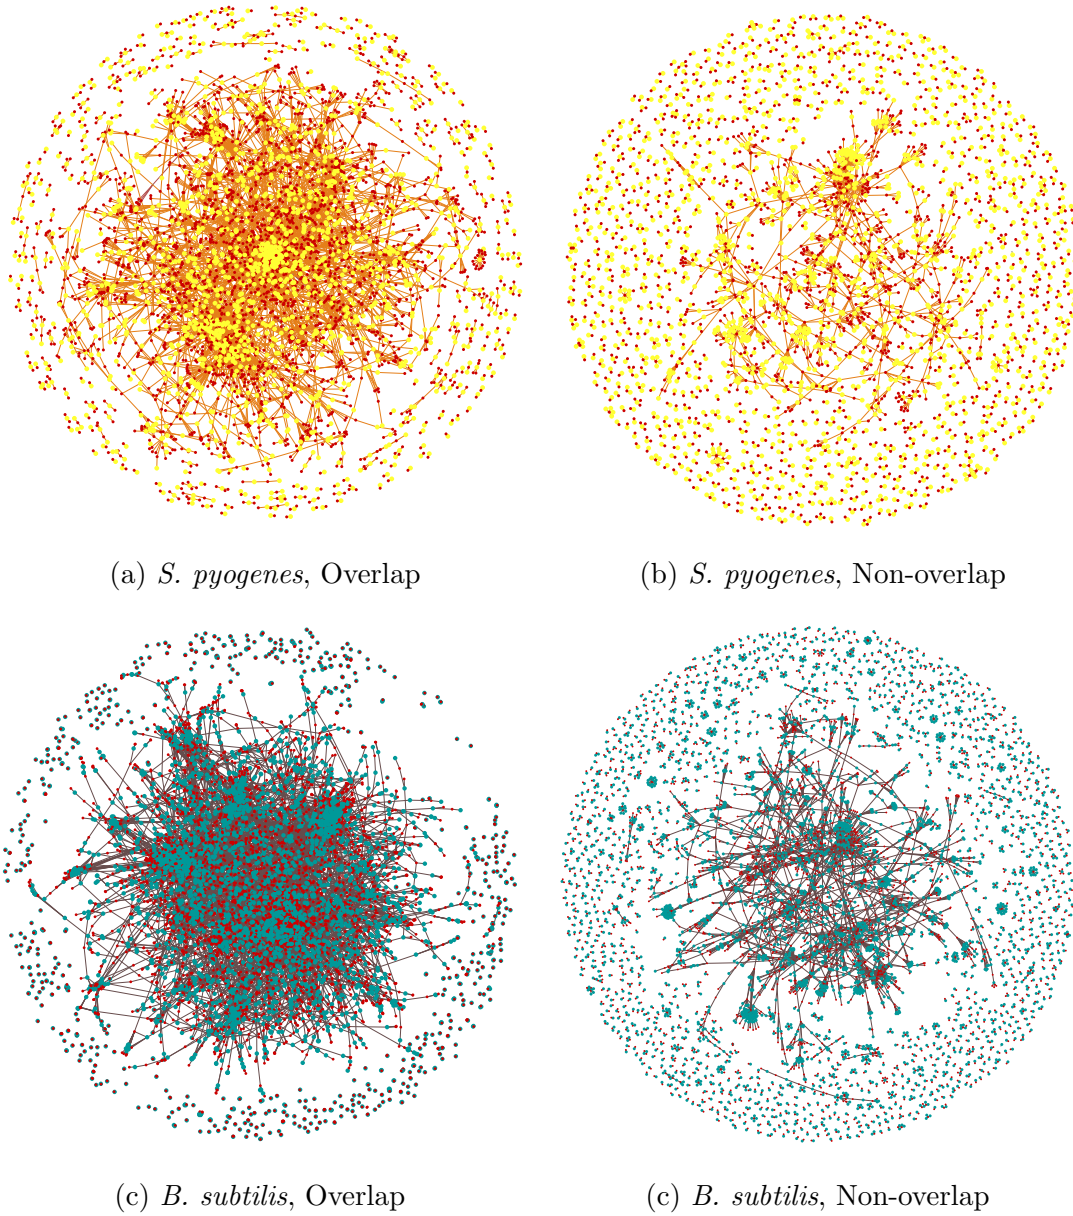 (a) S. pyogenes, Overlap
(b) S. pyogenes, Non-overlap
(c) B. subtilis, Overlap
(c) B. subtilis, Non-overlap